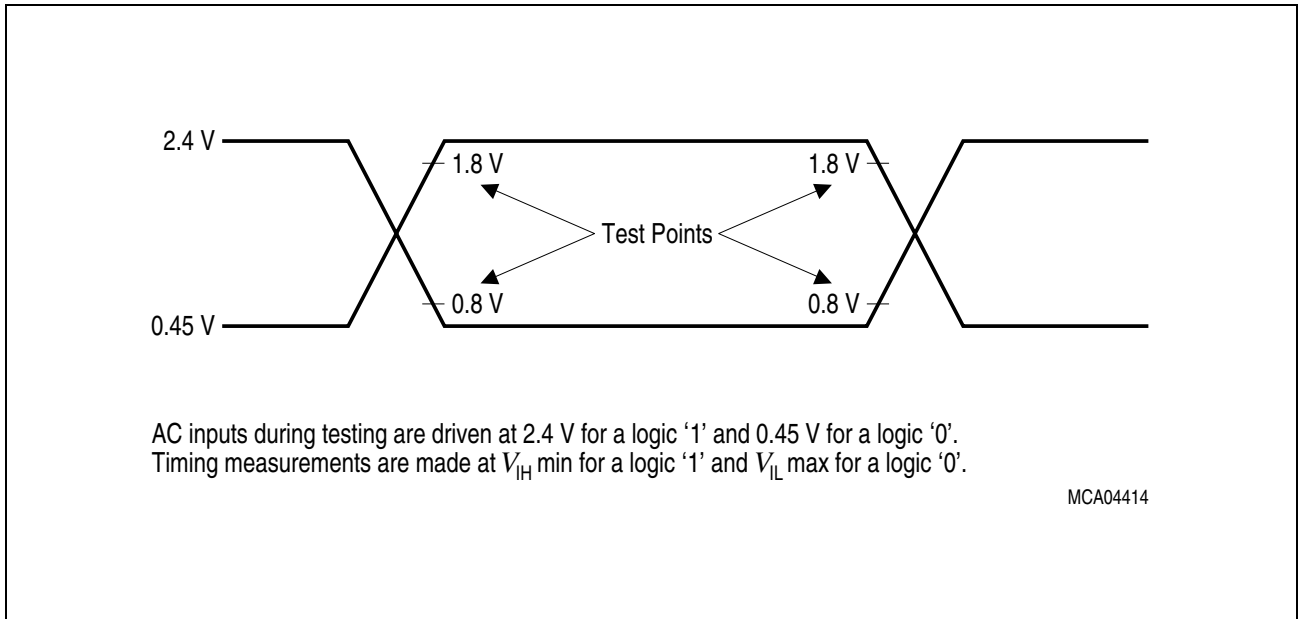 2.4 V
1.8 V 1.8 V
Test Points
0.8 V 0.8 V
0.45 V
AC inputs during testing are driven at 2.4 V for a logic ‘1’ and 0.45 V for a logic ‘0’.
Timing measurements are made at VIH min for a logic ‘1’ and VIL max for a logic ‘0’.
MCA04414